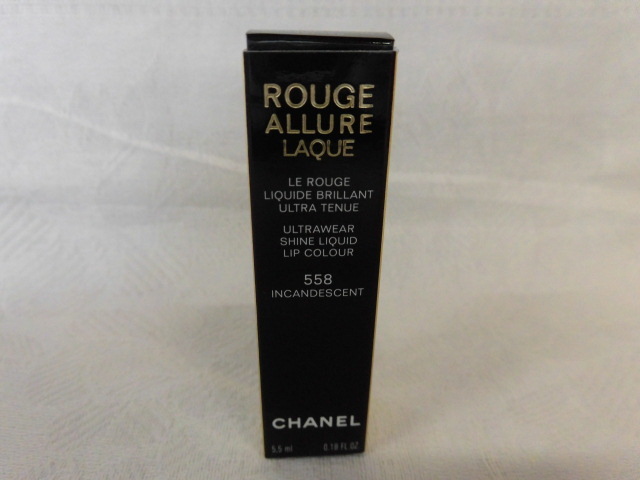 ROUGE
ALLURE
LAQUE
LE ROUGE
LIQUIDE BRILLANT
ULTRA TENUE
ULTRAWEAR
SHINE LIQUID
LIP COLOUR
558
INCANDESCENT
CHANEL
5.5 ml 0.19 FL OZ.